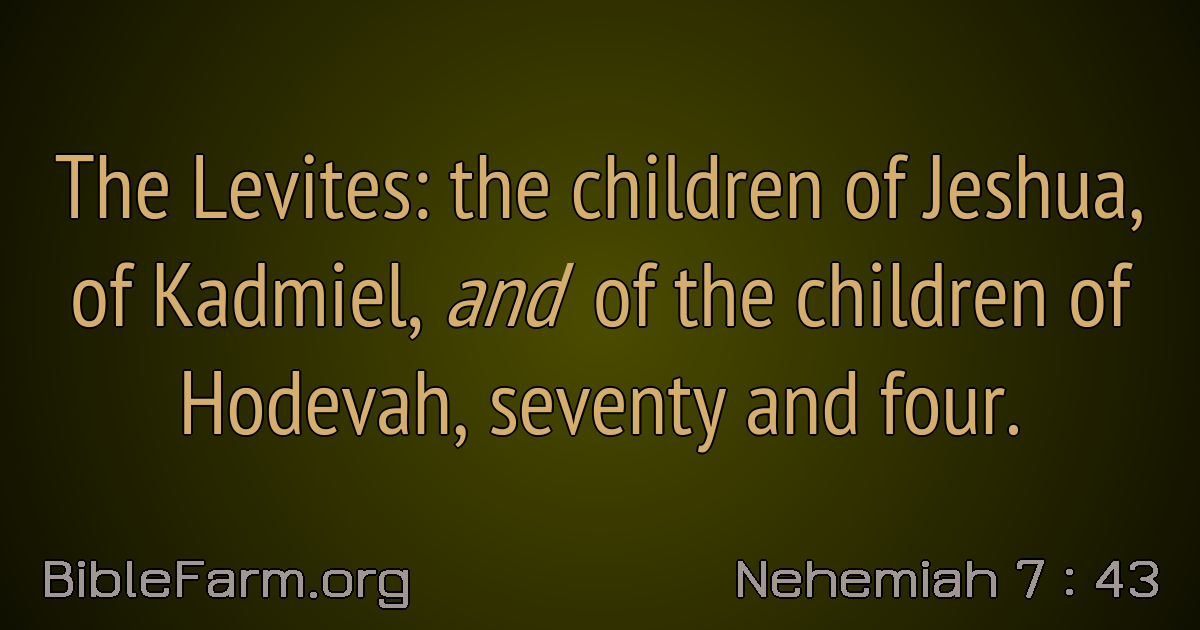 The Levites: the children of Jeshua,
of Kadmiel, and of the children of
Hodevah, seventy and four.
BibleFarm.org
Nehemiah 7 : 43